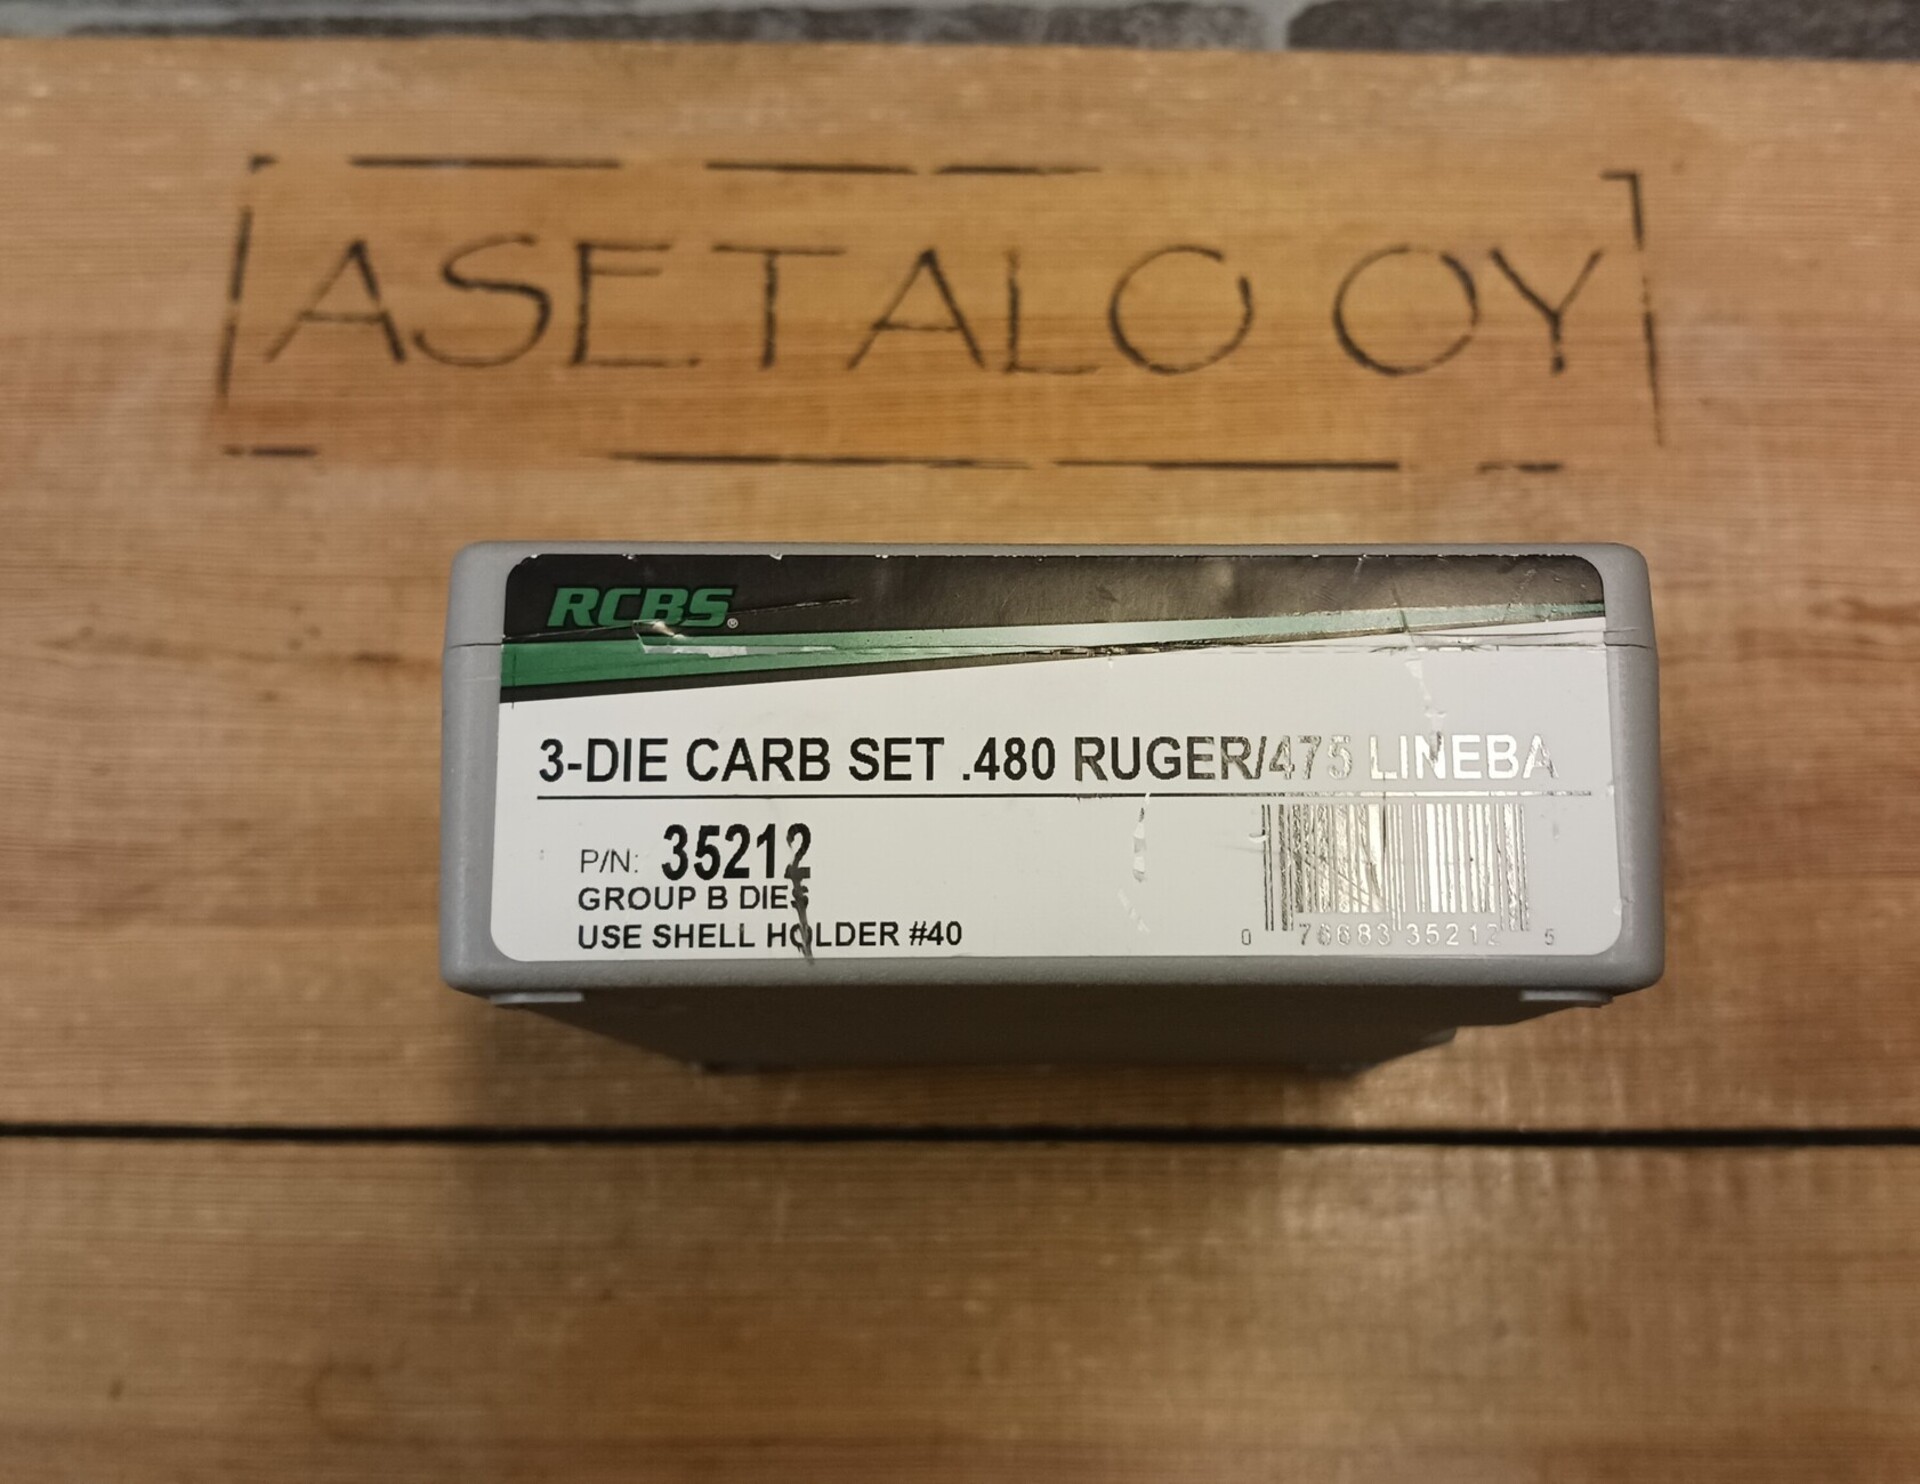 ASETALO OY
RCBS®
3-DIE CARB SET .480 RUGER/475 LINEBA
P/N: 35212
GROUP B DIES
USE SHELL HOLDER #40
0 76683 35212 5